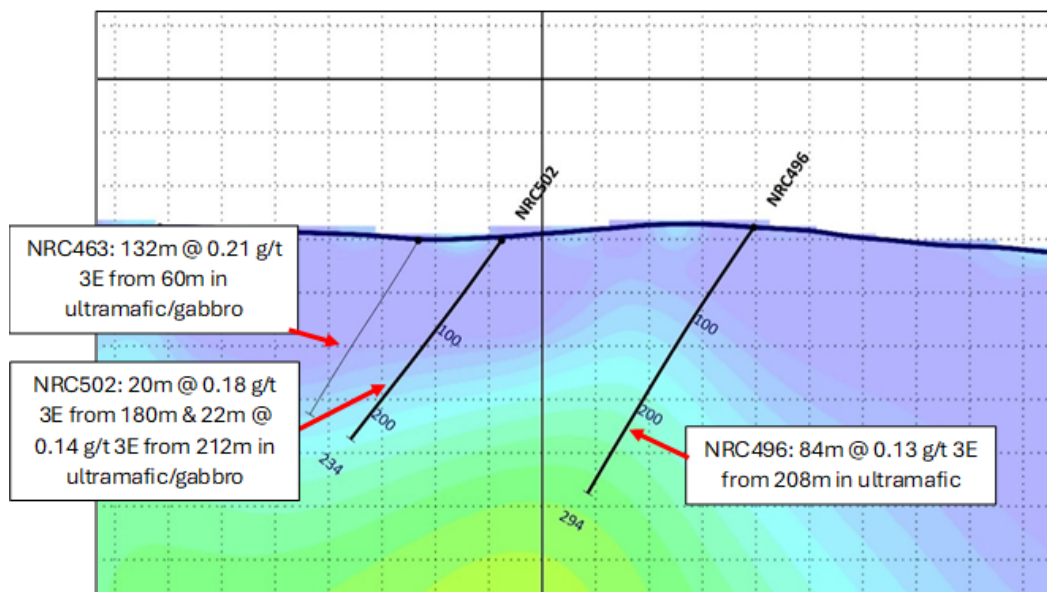 NRC502
NRC496
NRC463: 132m @ 0.21 g/t
3E from 60m in
ultramafic/gabbro
100
100
NRC502: 20m @ 0.18 g/t
3E from 180m & 22m @
0.14 g/t 3E from 212m in
ultramafic/gabbro
200
234
200
NRC496: 84m @ 0.13 g/t 3E
from 208m in ultramafic
294